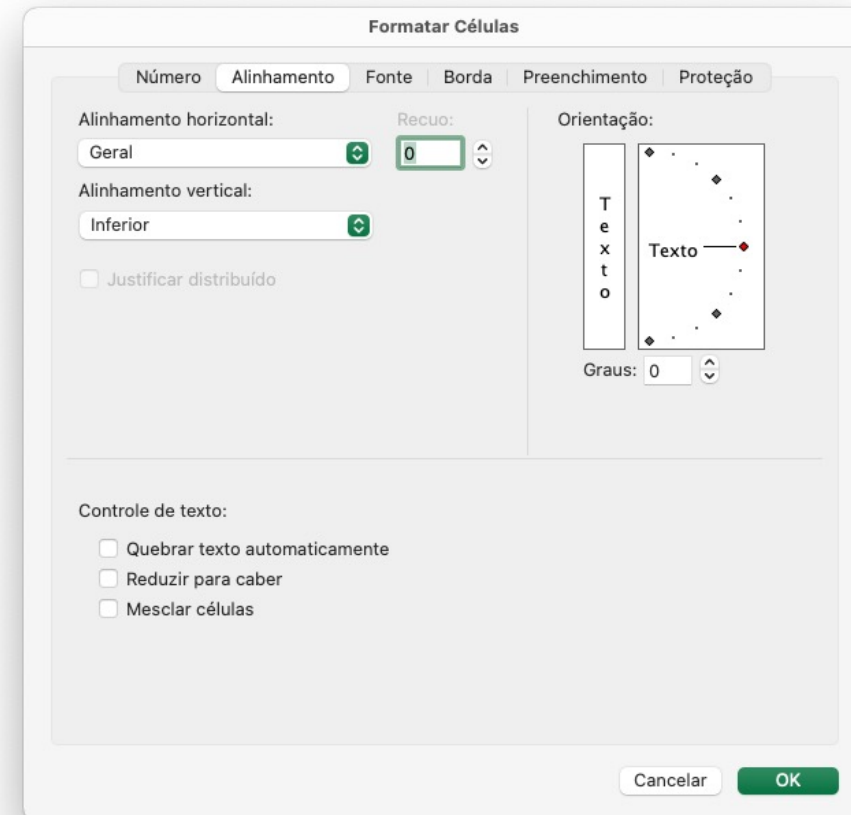 Formatar Células
Número Alinhamento Fonte Borda Preenchimento Proteção
Alinhamento horizontal:
Recuo:
Geral
0
Alinhamento vertical:
Inferior
Justificar distribuído
Orientação:
Texto
Texto
Graus: 0
Controle de texto:
Quebrar texto automaticamente
Reduzir para caber
Mesclar células
Cancelar OK